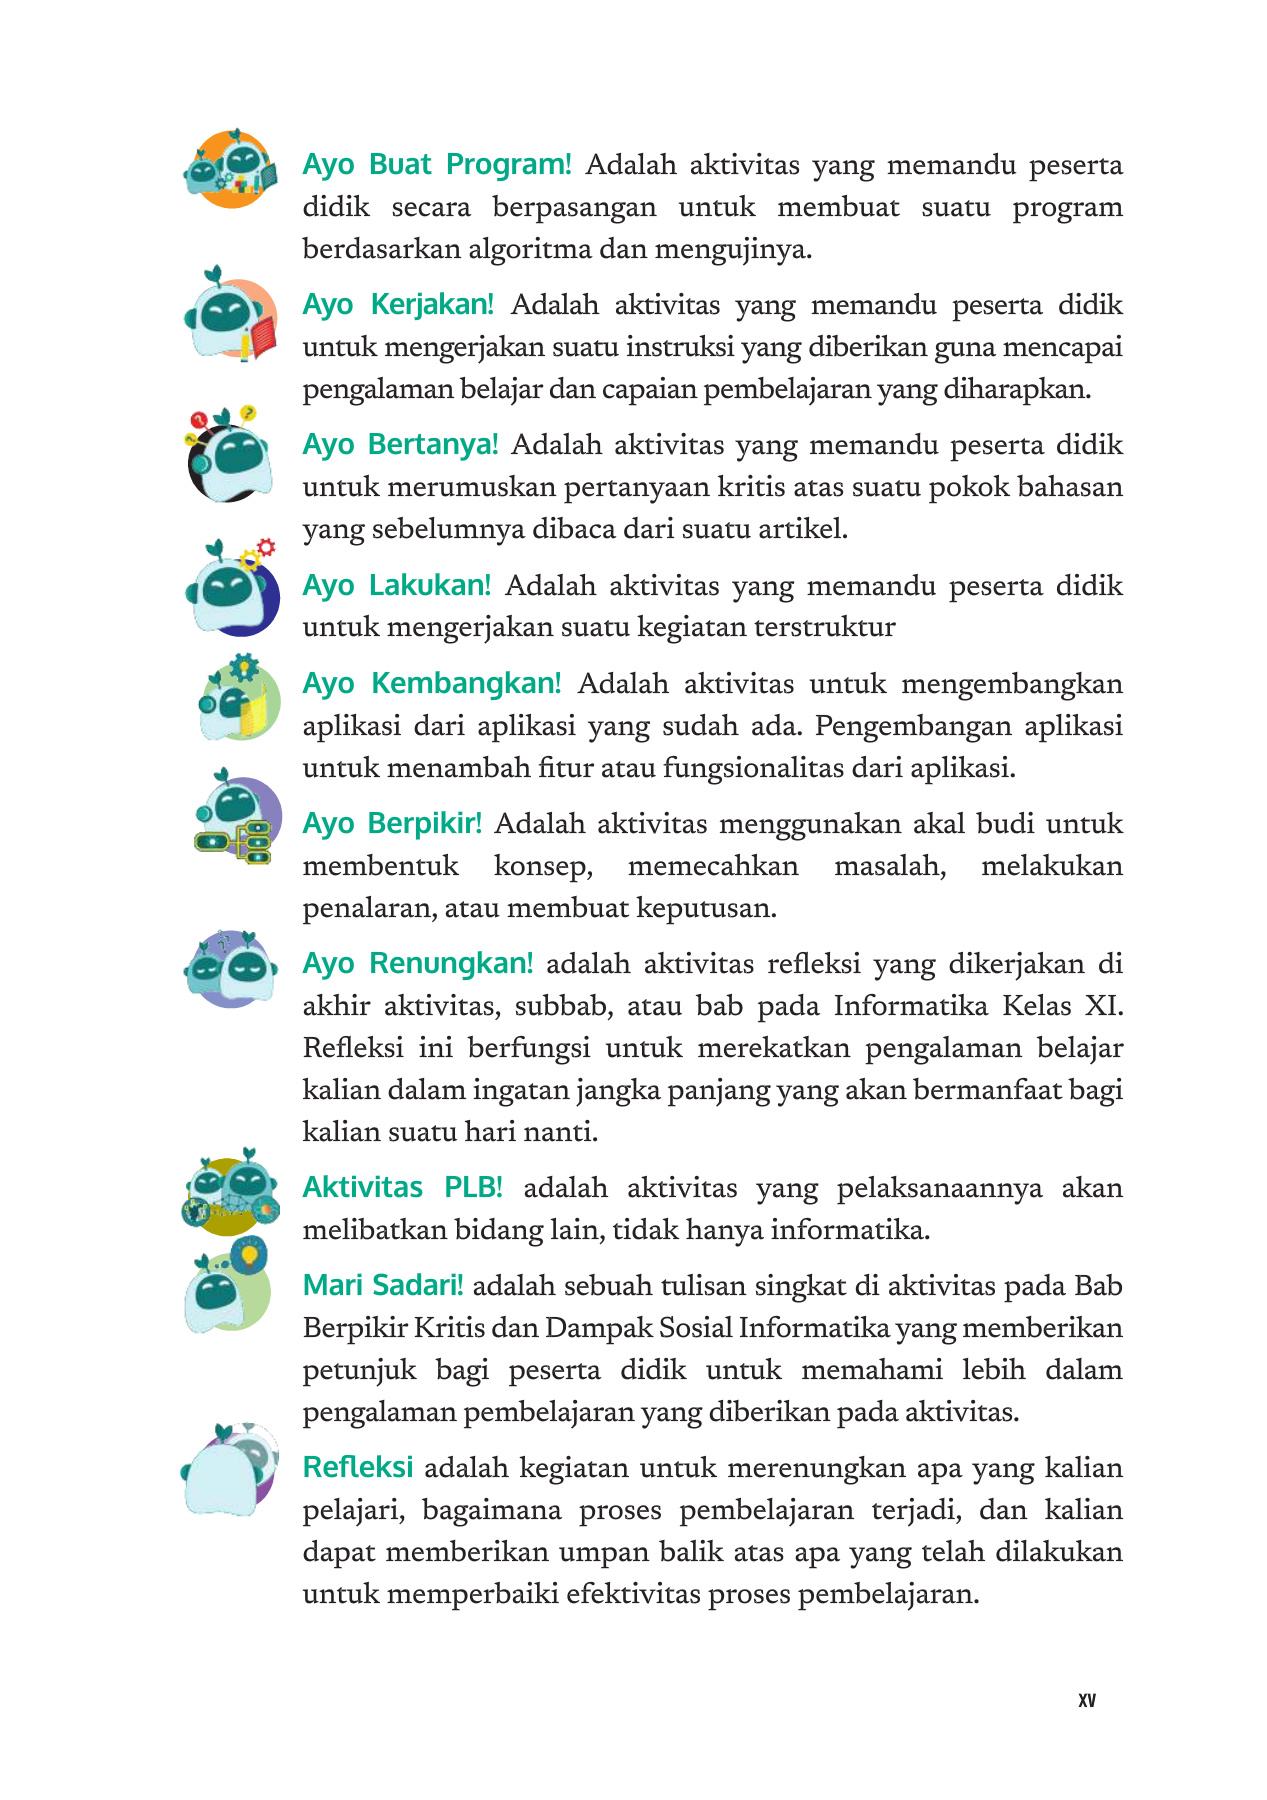 Ayo Buat Program! Adalah aktivitas yang memandu peserta
didik secara berpasangan untuk membuat suatu program
berdasarkan algoritma dan mengujinya.
Ayo Kerjakan! Adalah aktivitas yang memandu peserta didik
untuk mengerjakan suatu instruksi yang diberikan guna mencapai
pengalaman belajar dan capaian pembelajaran yang diharapkan.
Ayo Bertanya! Adalah aktivitas yang memandu peserta didik
untuk merumuskan pertanyaan kritis atas suatu pokok bahasan
yang sebelumnya dibaca dari suatu artikel.
Ayo Lakukan! Adalah aktivitas yang memandu peserta didik
untuk mengerjakan suatu kegiatan terstruktur
Ayo Kembangkan! Adalah aktivitas untuk mengembangkan
aplikasi dari aplikasi yang sudah ada. Pengembangan aplikasi
untuk menambah fitur atau fungsionalitas dari aplikasi.
Ayo Berpikir! Adalah aktivitas menggunakan akal budi untuk
membentuk konsep, memecahkan masalah, melakukan
penalaran, atau membuat keputusan.
Ayo Renungkan! adalah aktivitas refleksi yang dikerjakan di
akhir aktivitas, subbab, atau bab pada Informatika Kelas XI.
Refleksi ini berfungsi untuk merekatkan pengalaman belajar
kalian dalam ingatan jangka panjang yang akan bermanfaat bagi
kalian suatu hari nanti.
Aktivitas PLB! adalah aktivitas yang pelaksanaannya akan
melibatkan bidang lain, tidak hanya informatika.
Mari Sadari! adalah sebuah tulisan singkat di aktivitas pada Bab
Berpikir Kritis dan Dampak Sosial Informatika yang memberikan
petunjuk bagi peserta didik untuk memahami lebih dalam
pengalaman pembelajaran yang diberikan pada aktivitas.
Refleksi adalah kegiatan untuk merenungkan apa yang kalian
pelajari, bagaimana proses pembelajaran terjadi, dan kalian
dapat memberikan umpan balik atas apa yang telah dilakukan
untuk memperbaiki efektivitas proses pembelajaran.
XV